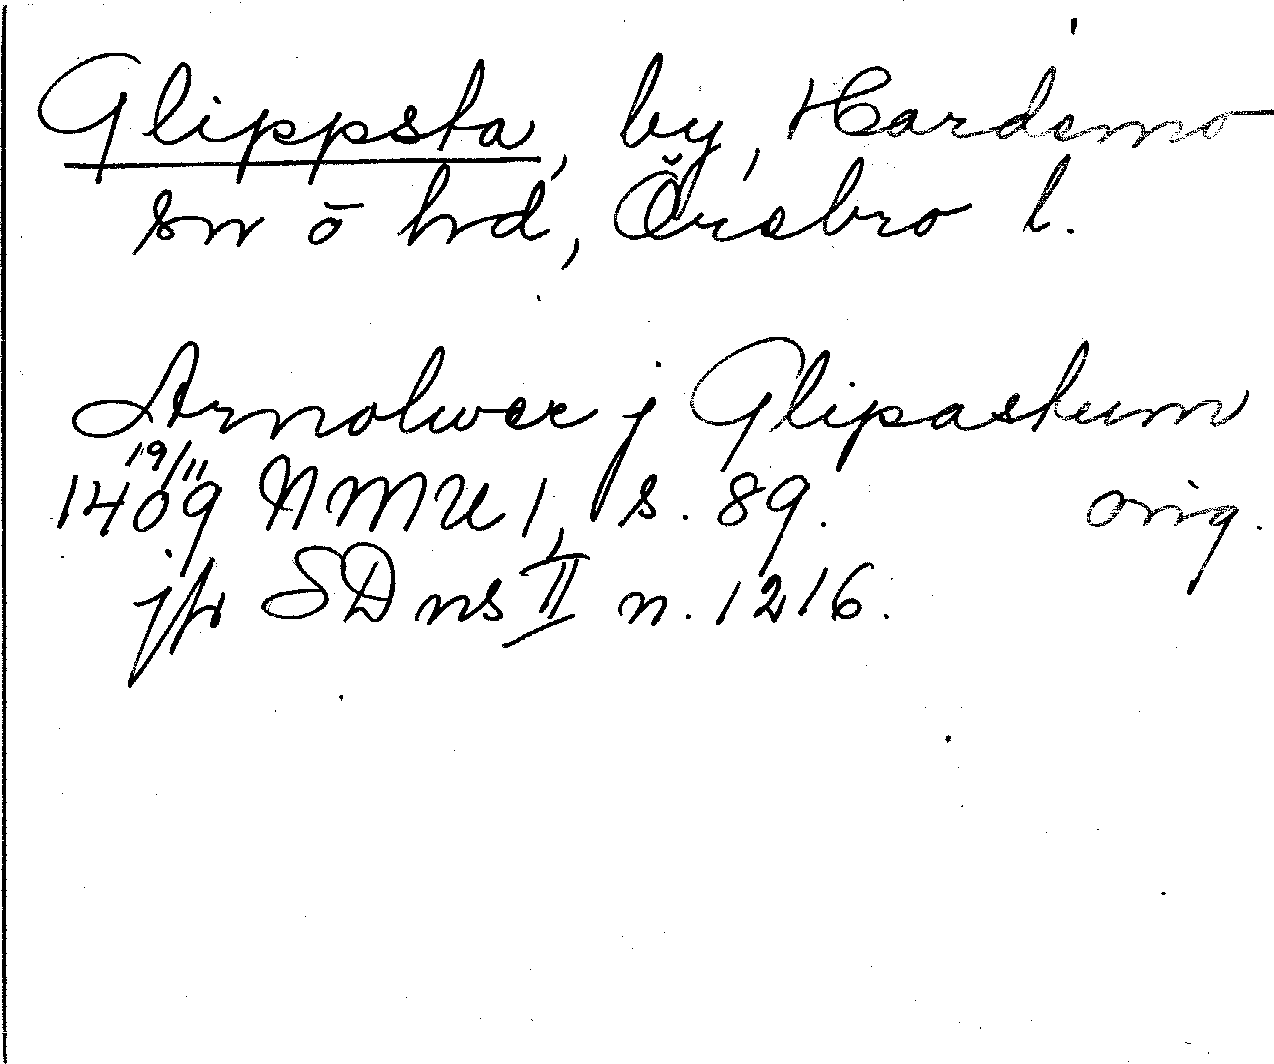 Glippsta, by, Hardemo
sn o hd, Örebro l.
Arnolwer j Glipastum
19/11
1409 NMU 1, s. 89. orig.
jfr SD ns II n. 1216.